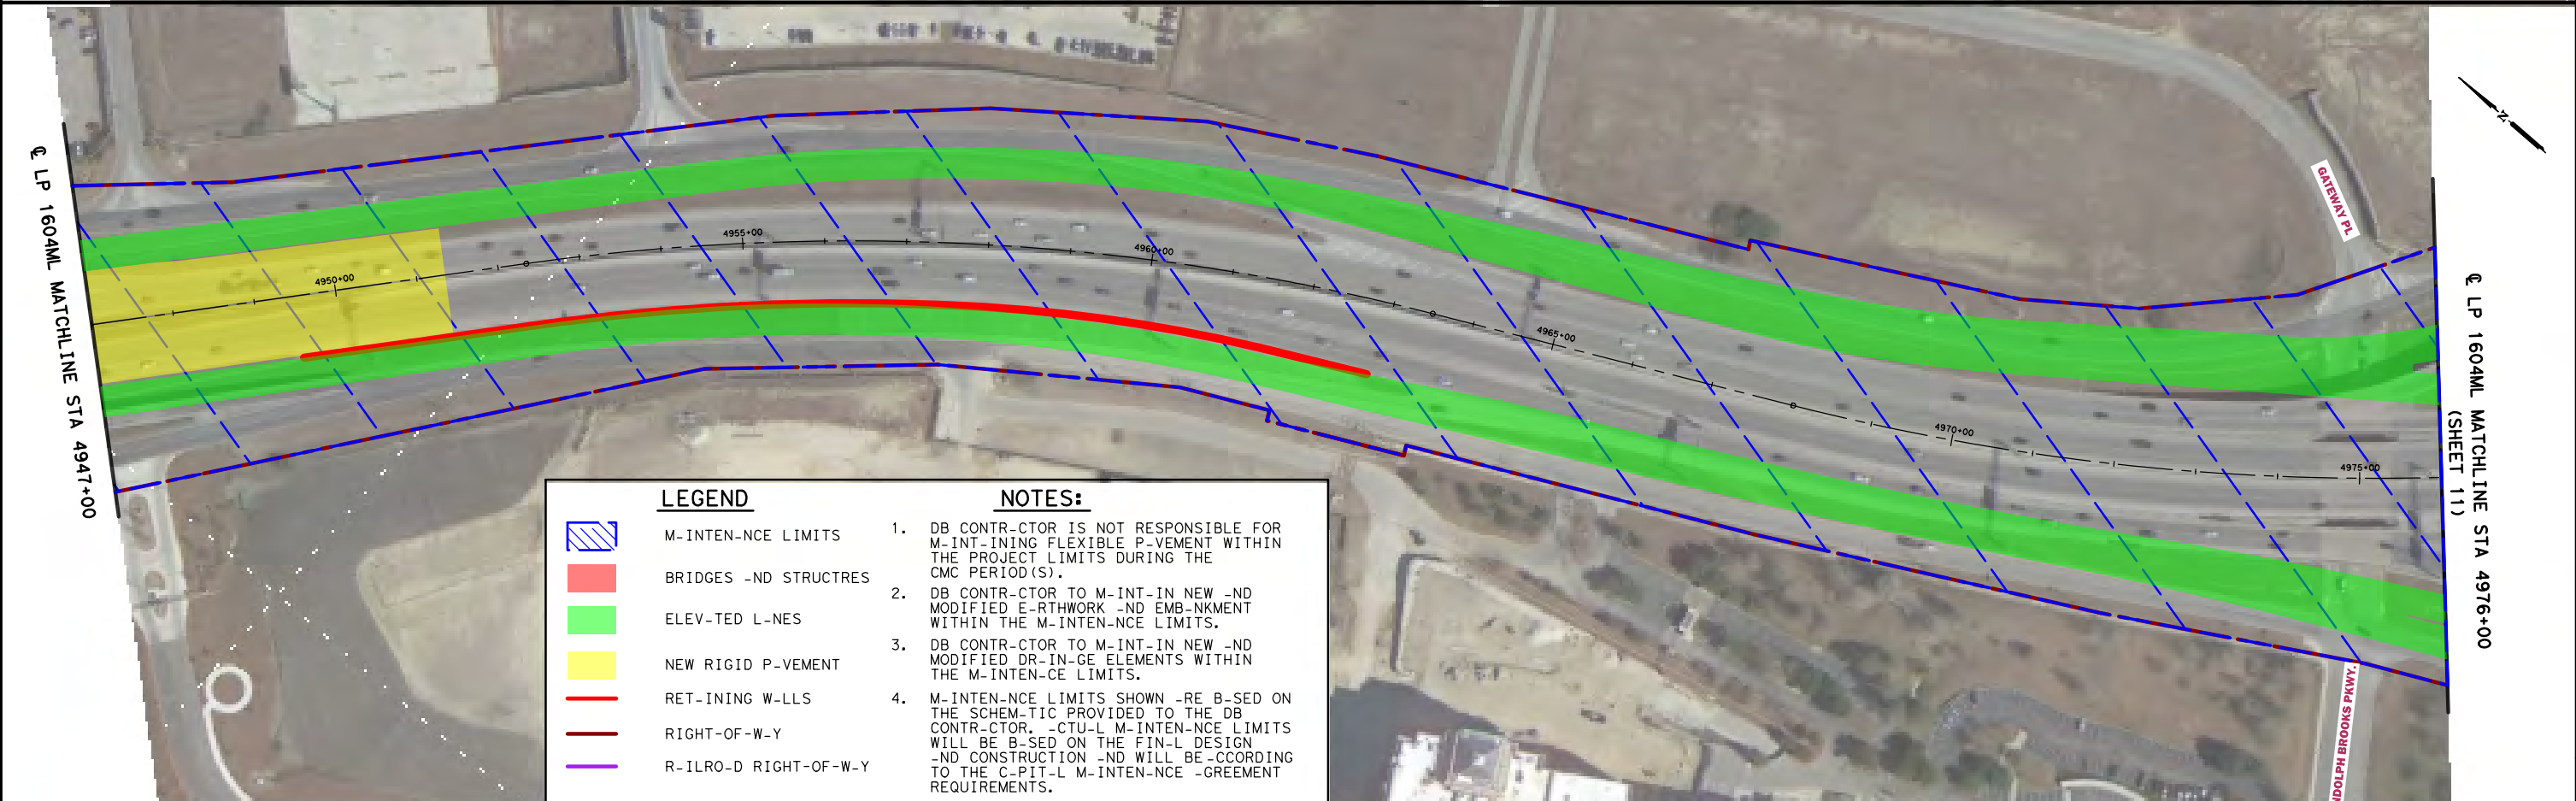 ℄ LP 1604ML MATCHLINE STA 4947+00
4950+00
4955+00
4960+00
4965+00
4970+00
4975+00
GATEWAY PL
N
℄ LP 1604ML MATCHLINE STA 4976+00
(SHEET 11)
NDOLPH BROOKS PKWY.
LEGEND
M-INTEN-NCE LIMITS
BRIDGES -ND STRUCTRES
ELEV-TED L-NES
NEW RIGID P-VEMENT
RET-INING W-LLS
RIGHT-OF-W-Y
R-ILRO-D RIGHT-OF-W-Y
NOTES:
1. DB CONTR-CTOR IS NOT RESPONSIBLE FOR
M-INT-INING FLEXIBLE P-VEMENT WITHIN
THE PROJECT LIMITS DURING THE
CMC PERIOD(S).
2. DB CONTR-CTOR TO M-INT-IN NEW -ND
MODIFIED E-RTHWORK -ND EMB-NKMENT
WITHIN THE M-INTEN-NCE LIMITS.
3. DB CONTR-CTOR TO M-INT-IN NEW -ND
MODIFIED DR-IN-GE ELEMENTS WITHIN
THE M-INTEN-CE LIMITS.
4. M-INTEN-NCE LIMITS SHOWN -RE B-SED ON
THE SCHEM-TIC PROVIDED TO THE DB
CONTR-CTOR. -CTU-L M-INTEN-NCE LIMITS
WILL BE B-SED ON THE FIN-L DESIGN
-ND CONSTRUCTION -ND WILL BE-CCORDING
TO THE C-PIT-L M-INTEN-NCE -GREEMENT
REQUIREMENTS.